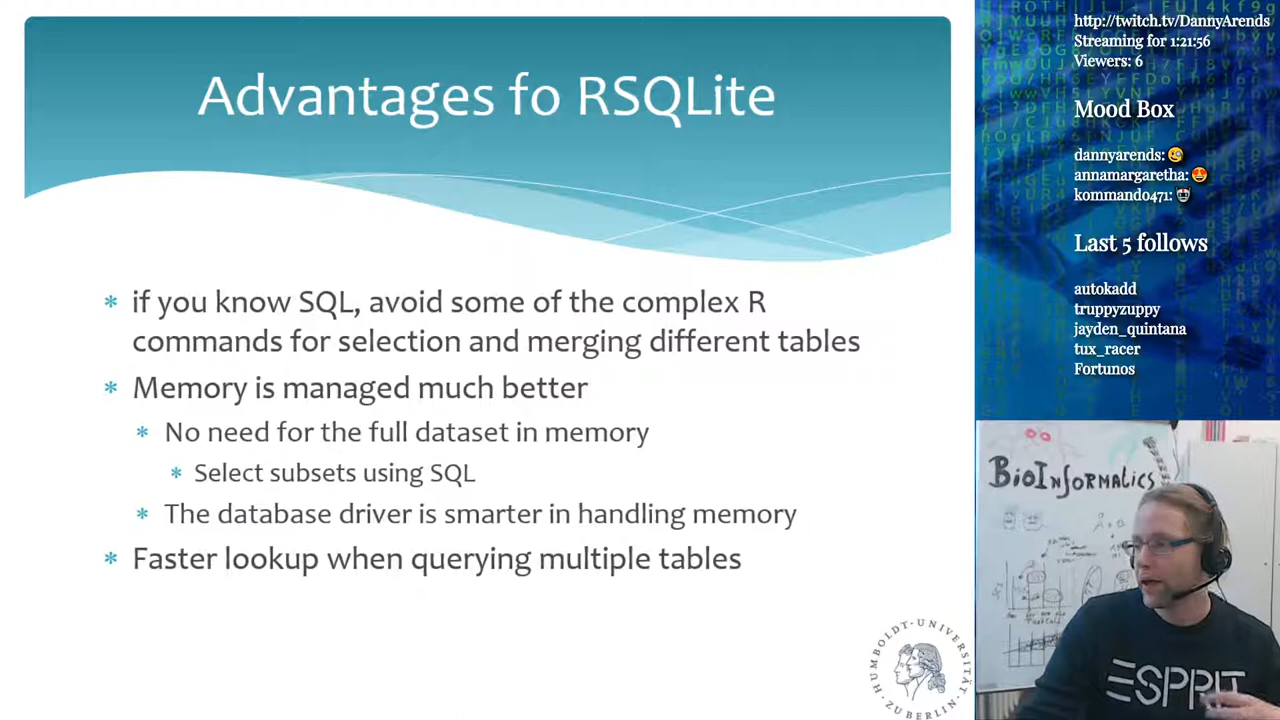 Advantages fo RSQLite
* if you know SQL, avoid some of the complex R
commands for selection and merging different tables
* Memory is managed much better
* No need for the full dataset in memory
* Select subsets using SQL
* The database driver is smarter in handling memory
* Faster lookup when querying multiple tables
HUMBOLDT-UNIVERSITÄT
ZU BERLIN
http://twitch.tv/DannyArends
Streaming for 1:21:56
Viewers: 6
Mood Box
dannyarends:
annamargaretha:
kommando471:
Last 5 follows
autokadd
truppyzuppy
jayden_quintana
tux_racer
Fortunos
BioInformatics
ESPRIT